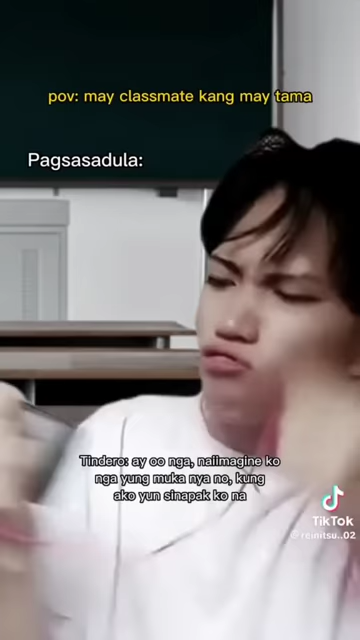 pov: may classmate kang may tama
Pagsasadula:
Tindero: ay oo nga, naiimagine ko
nga yung muka nya no, kung
ako yun sinapak ko na
TikTok
@reinitsu..02